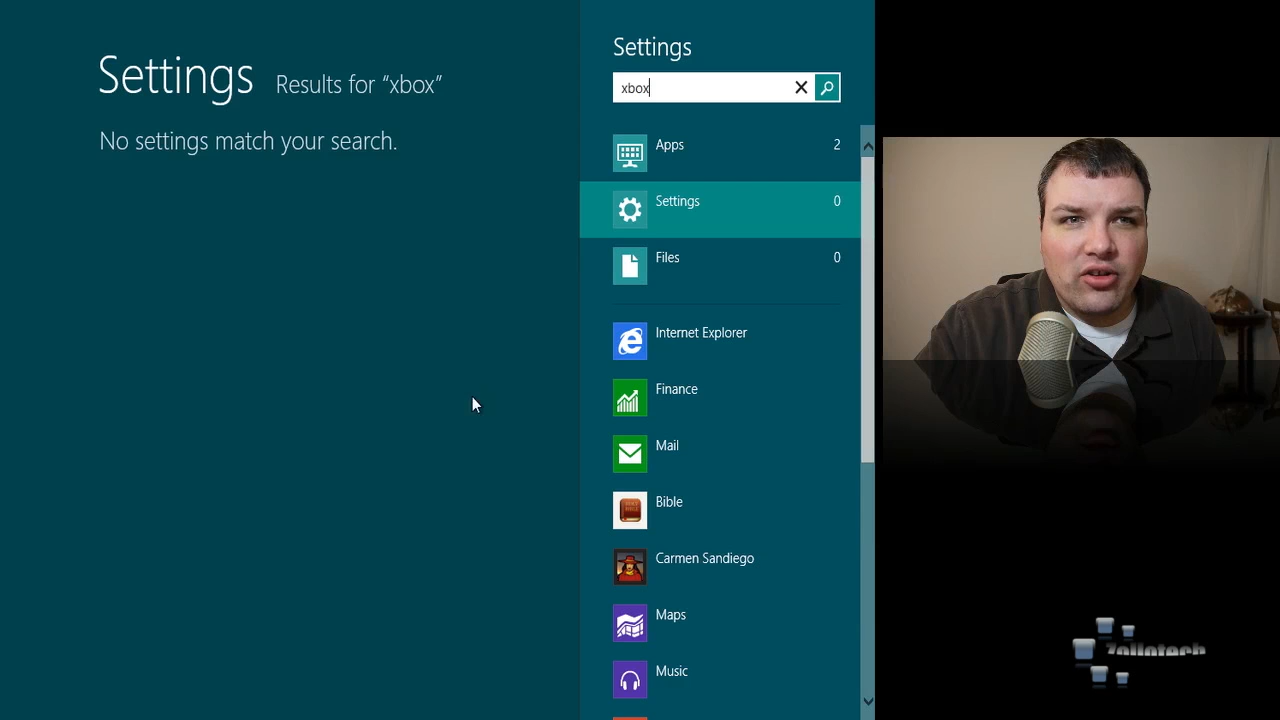 Settings Results for “xbox”
No settings match your search.
Settings
xbox
Apps 2
Settings 0
Files 0
Internet Explorer
Finance
Mail
Bible
Carmen Sandiego
Maps
Music
Zollotech